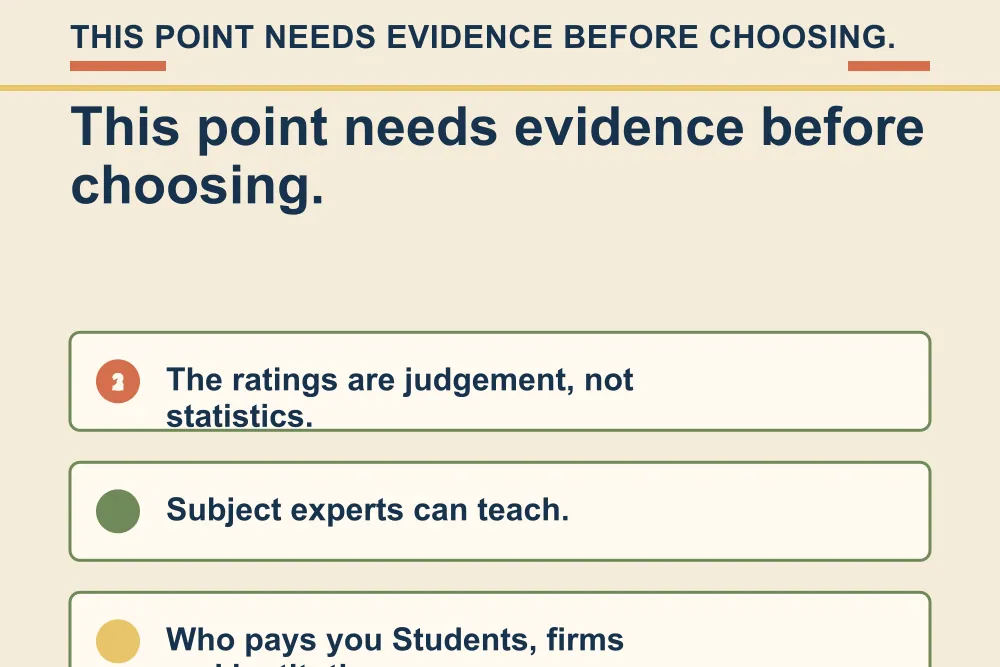 THIS POINT NEEDS EVIDENCE BEFORE CHOOSING.
This point needs evidence before
choosing.
The ratings are judgement, not
statistics.
Subject experts can teach.
Who pays you Students, firms